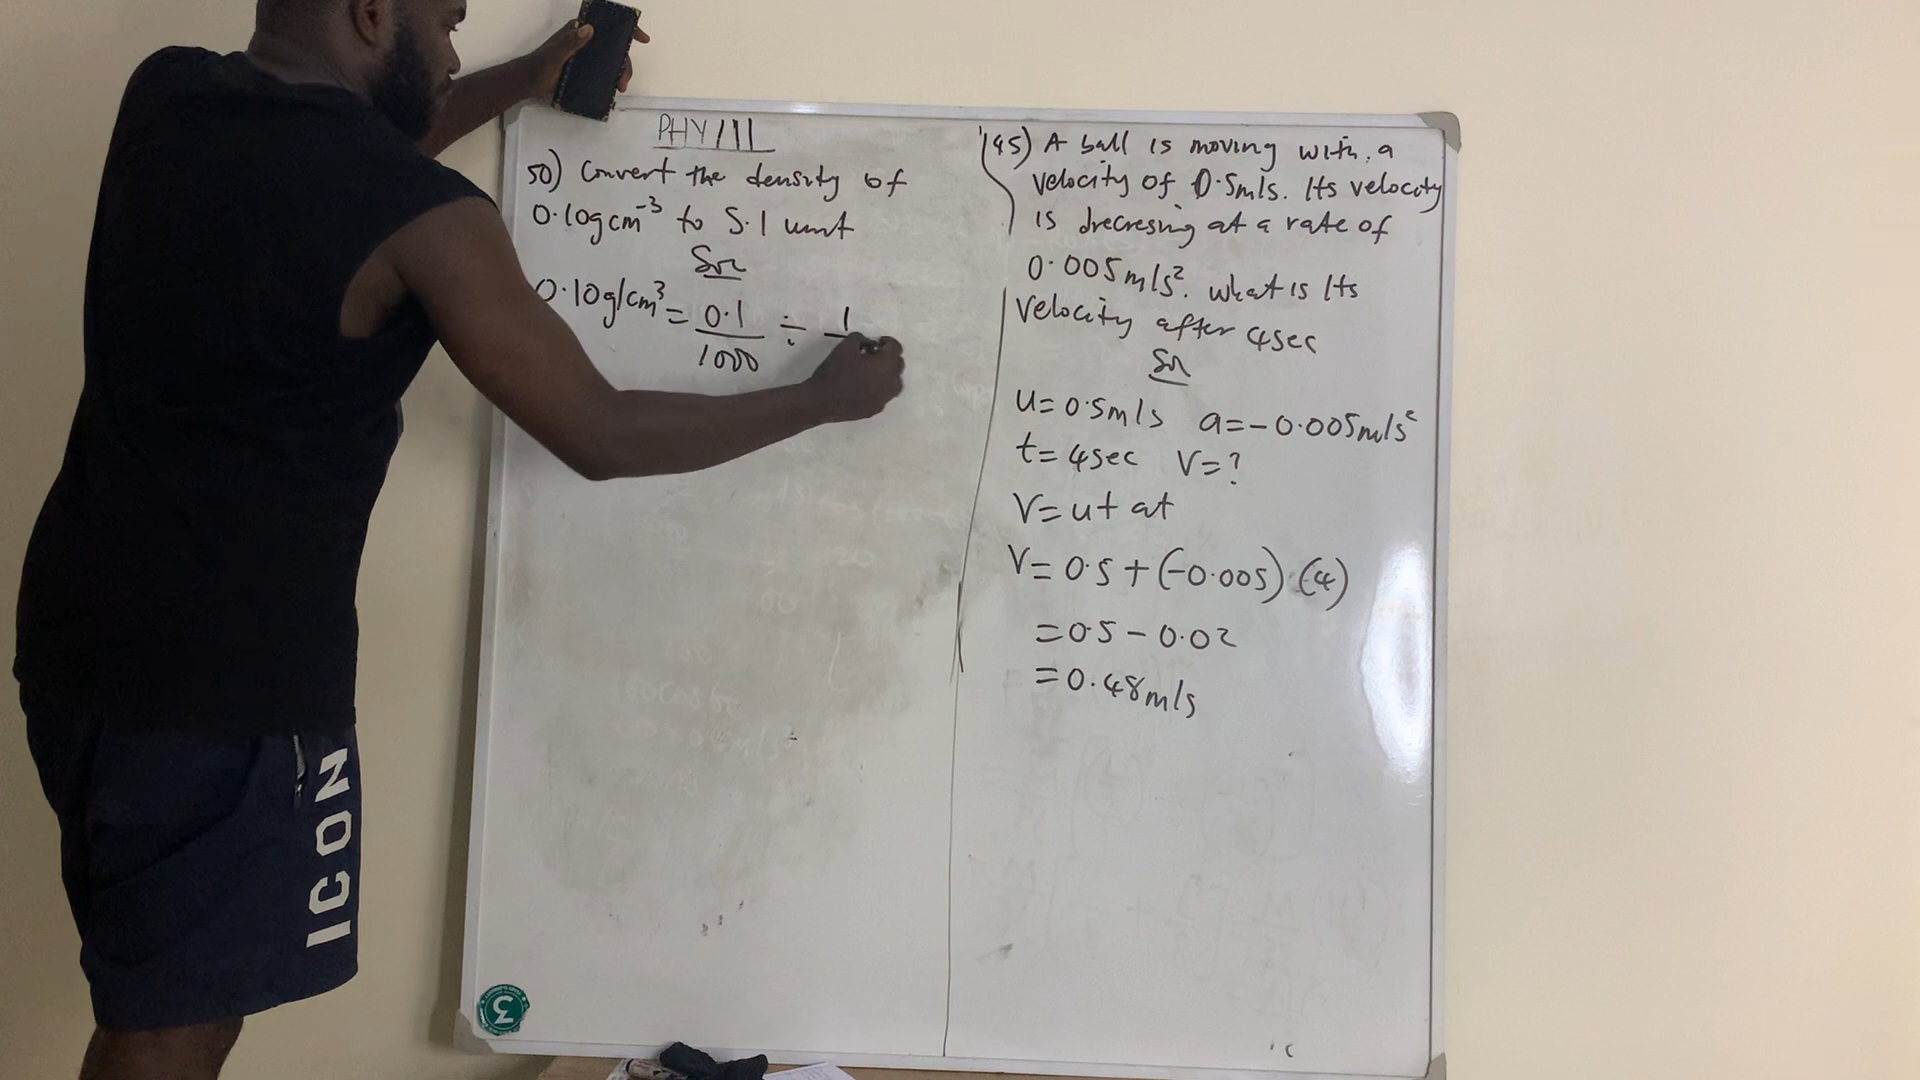 PHY 111
50) Convert the density of
0.10gcm⁻³ to S.I unit
Soln
0.10g/cm³ = 0.1/1000 ÷ 1
45) A ball is moving with a
velocity of 0.5m/s. Its velocity
is drecresing at a rate of
0.005m/s². What is Its
Velocity after 4sec
Soln
u=0.5m/s a=-0.005m/s²
t=4sec V=?
V=u+at
V=0.5+(-0.005)(4)
=0.5-0.02
=0.48m/s
ICON
3